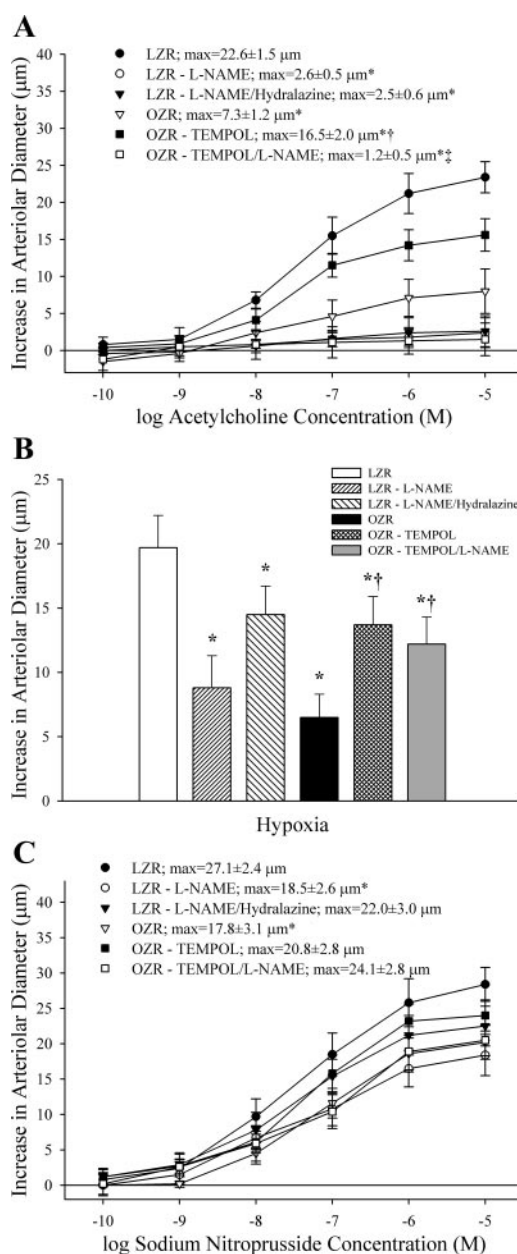 A
Increase in Arteriolar Diameter (µm)
40
30
20
10
0
LZR; max=22.6±1.5 µm
LZR - L-NAME; max=2.6±0.5 µm*
LZR - L-NAME/Hydralazine; max=2.5±0.6 µm*
OZR; max=7.3±1.2 µm*
OZR - TEMPOL; max=16.5±2.0 µm*†
OZR - TEMPOL/L-NAME; max=1.2±0.5 µm*‡
35
25
15
5
-10 -9 -8 -7 -6 -5
log Acetylcholine Concentration (M)
B
Increase in Arteriolar Diameter (µm)
25
20
15
10
5
0
LZR
LZR - L-NAME
LZR - L-NAME/Hydralazine
OZR
OZR - TEMPOL
OZR - TEMPOL/L-NAME
* * * *† *†
Hypoxia
C
Increase in Arteriolar Diameter (µm)
40
35
30
25
20
15
10
5
0
LZR; max=27.1±2.4 µm
LZR - L-NAME; max=18.5±2.6 µm*
LZR - L-NAME/Hydralazine; max=22.0±3.0 µm
OZR; max=17.8±3.1 µm*
OZR - TEMPOL; max=20.8±2.8 µm
OZR - TEMPOL/L-NAME; max=24.1±2.8 µm
-10 -9 -8 -7 -6 -5
log Sodium Nitroprusside Concentration (M)